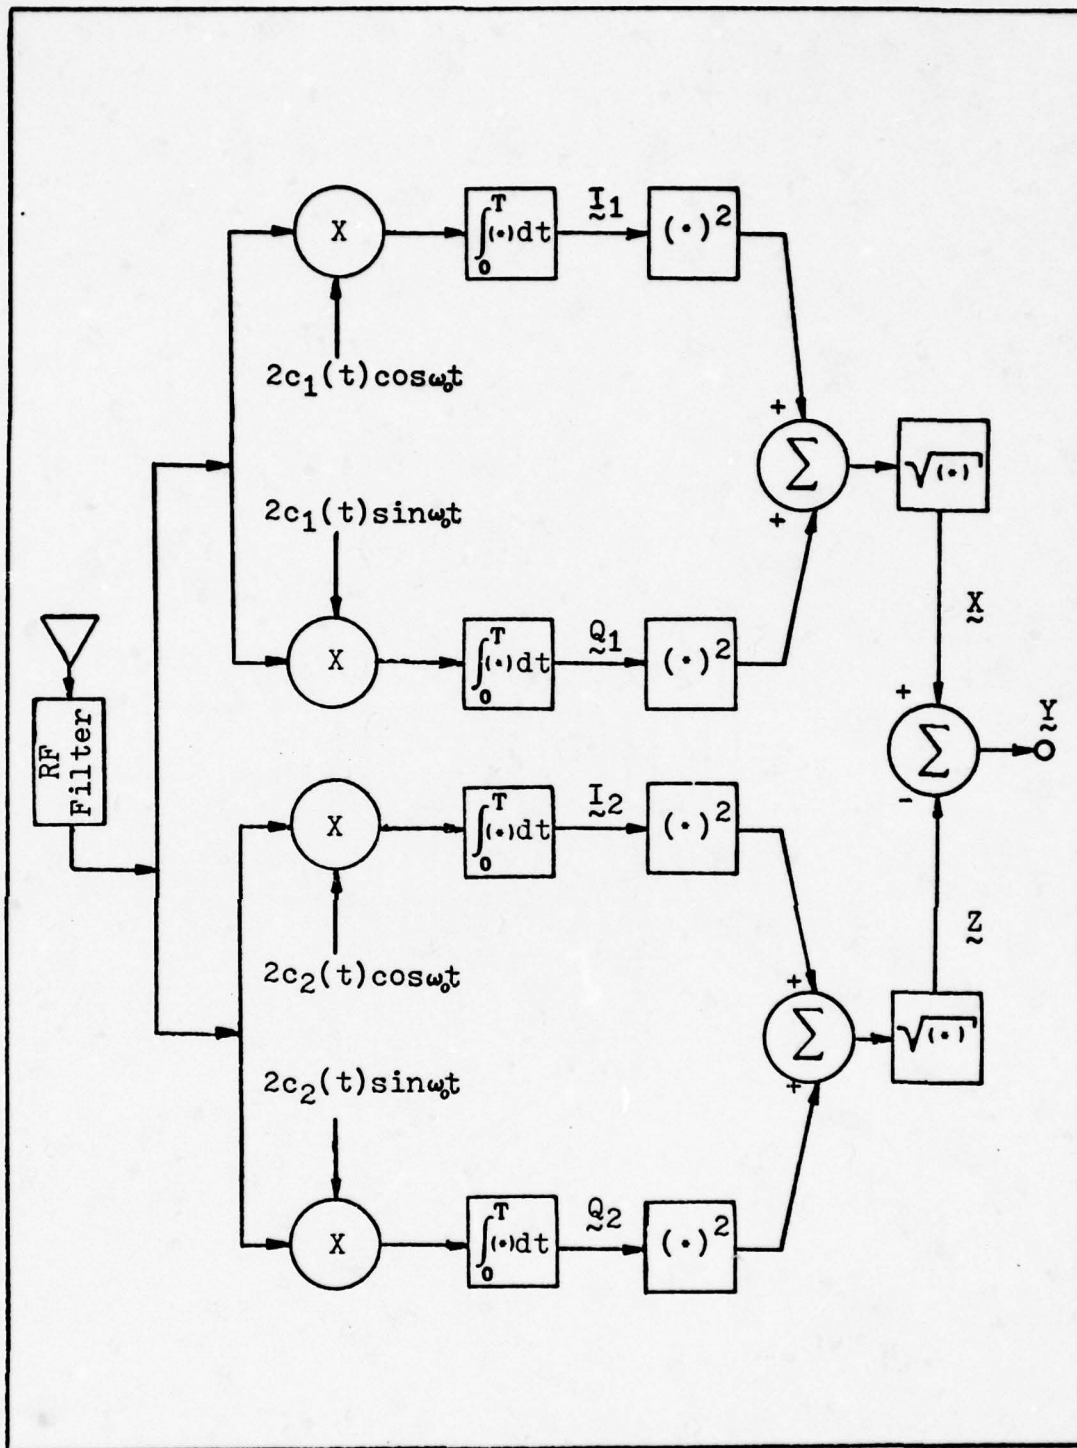 X
∫₀ᵀ(•)dt
I1
(•)²
2c₁(t)cosω₀t
+
Σ
+
√(•)
2c₁(t)sinω₀t
X
∫₀ᵀ(•)dt
Q1
(•)²
X
RF
Filter
+
Σ
-
Y
X
∫₀ᵀ(•)dt
I2
(•)²
2c₂(t)cosω₀t
Z
+
Σ
+
√(•)
2c₂(t)sinω₀t
X
∫₀ᵀ(•)dt
Q2
(•)²